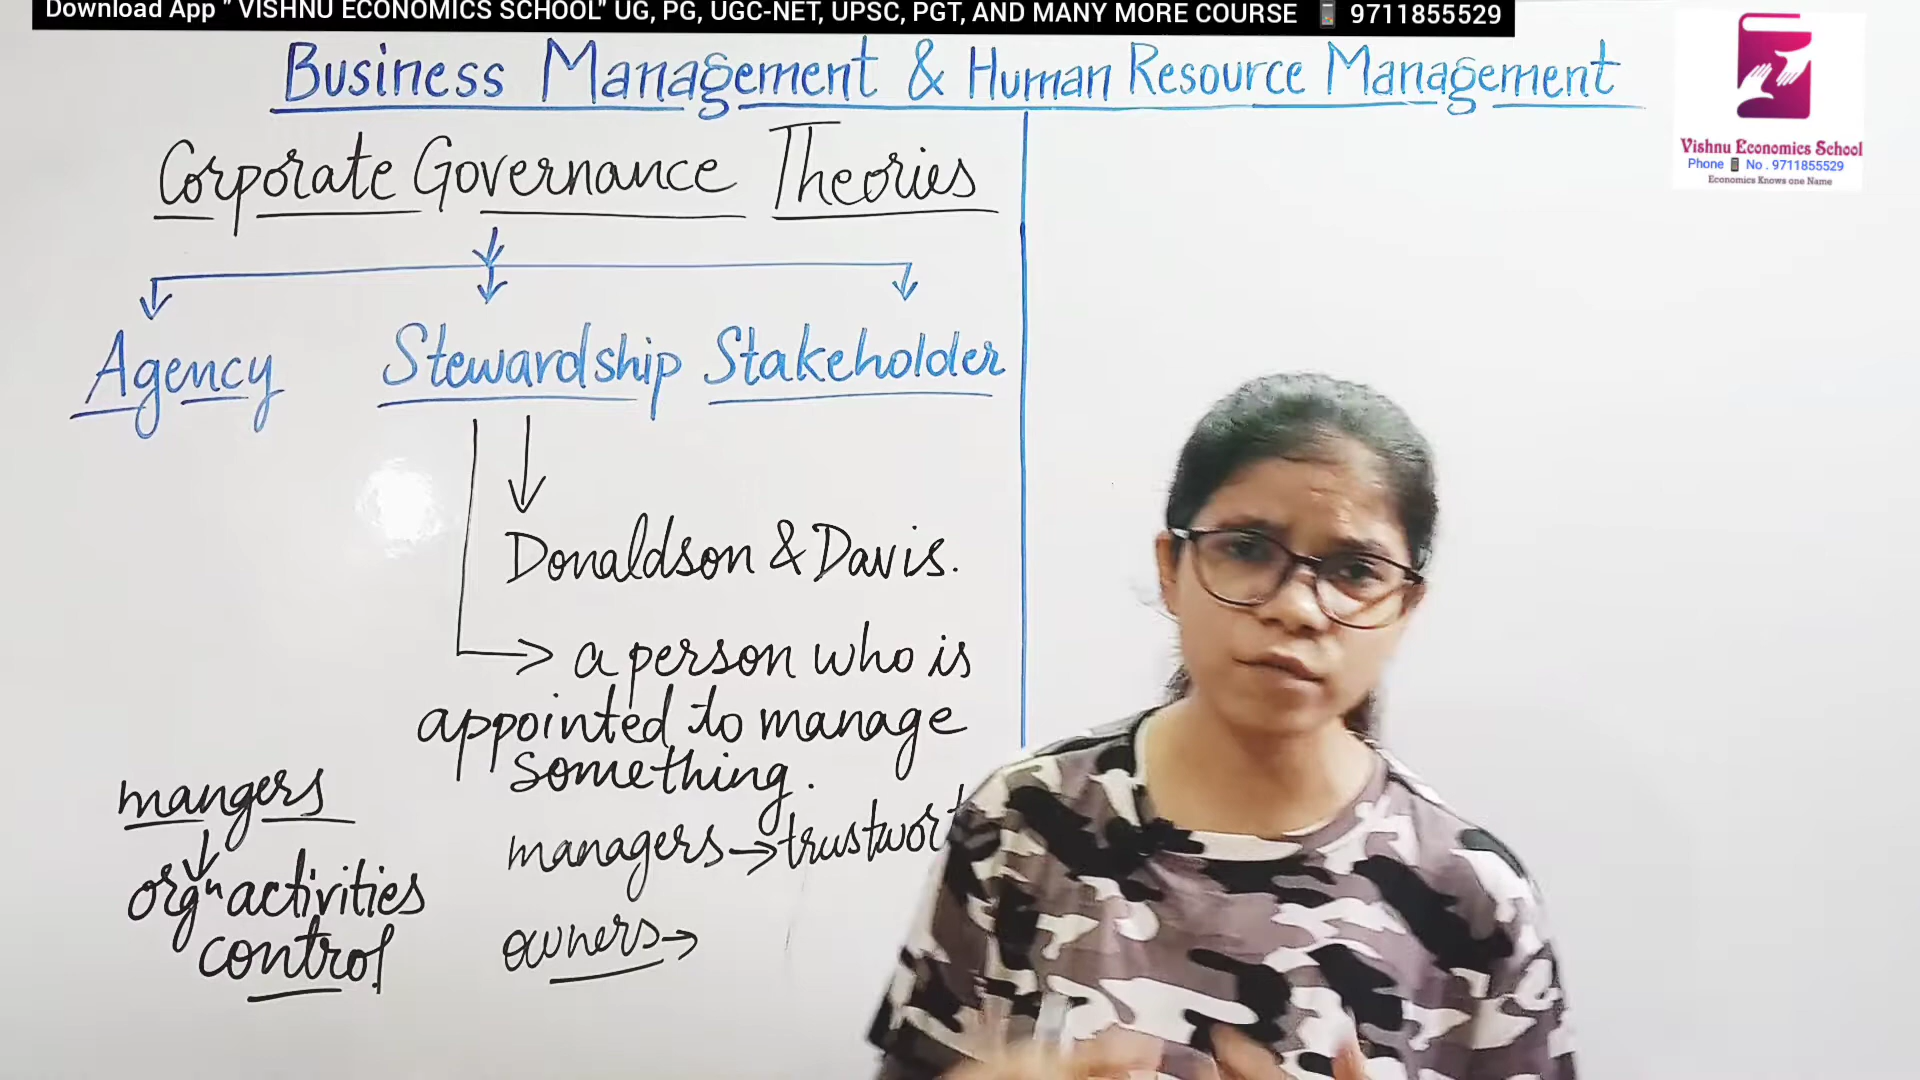 Download App " VISHNU ECONOMICS SCHOOL" UG, PG, UGC-NET, UPSC, PGT, AND MANY MORE COURSE 📱 9711855529
Business Management & Human Resource Management
Vishnu Economics School
Phone 📱 No . 9711855529
Economics Knows one Name
Corporate Governance Theories
Agency Stewardship Stakeholder
Donaldson & Davis.
a person who is
appointed to manage
something.
managers → trustwort
owners →
mangers
orgⁿ activities
control